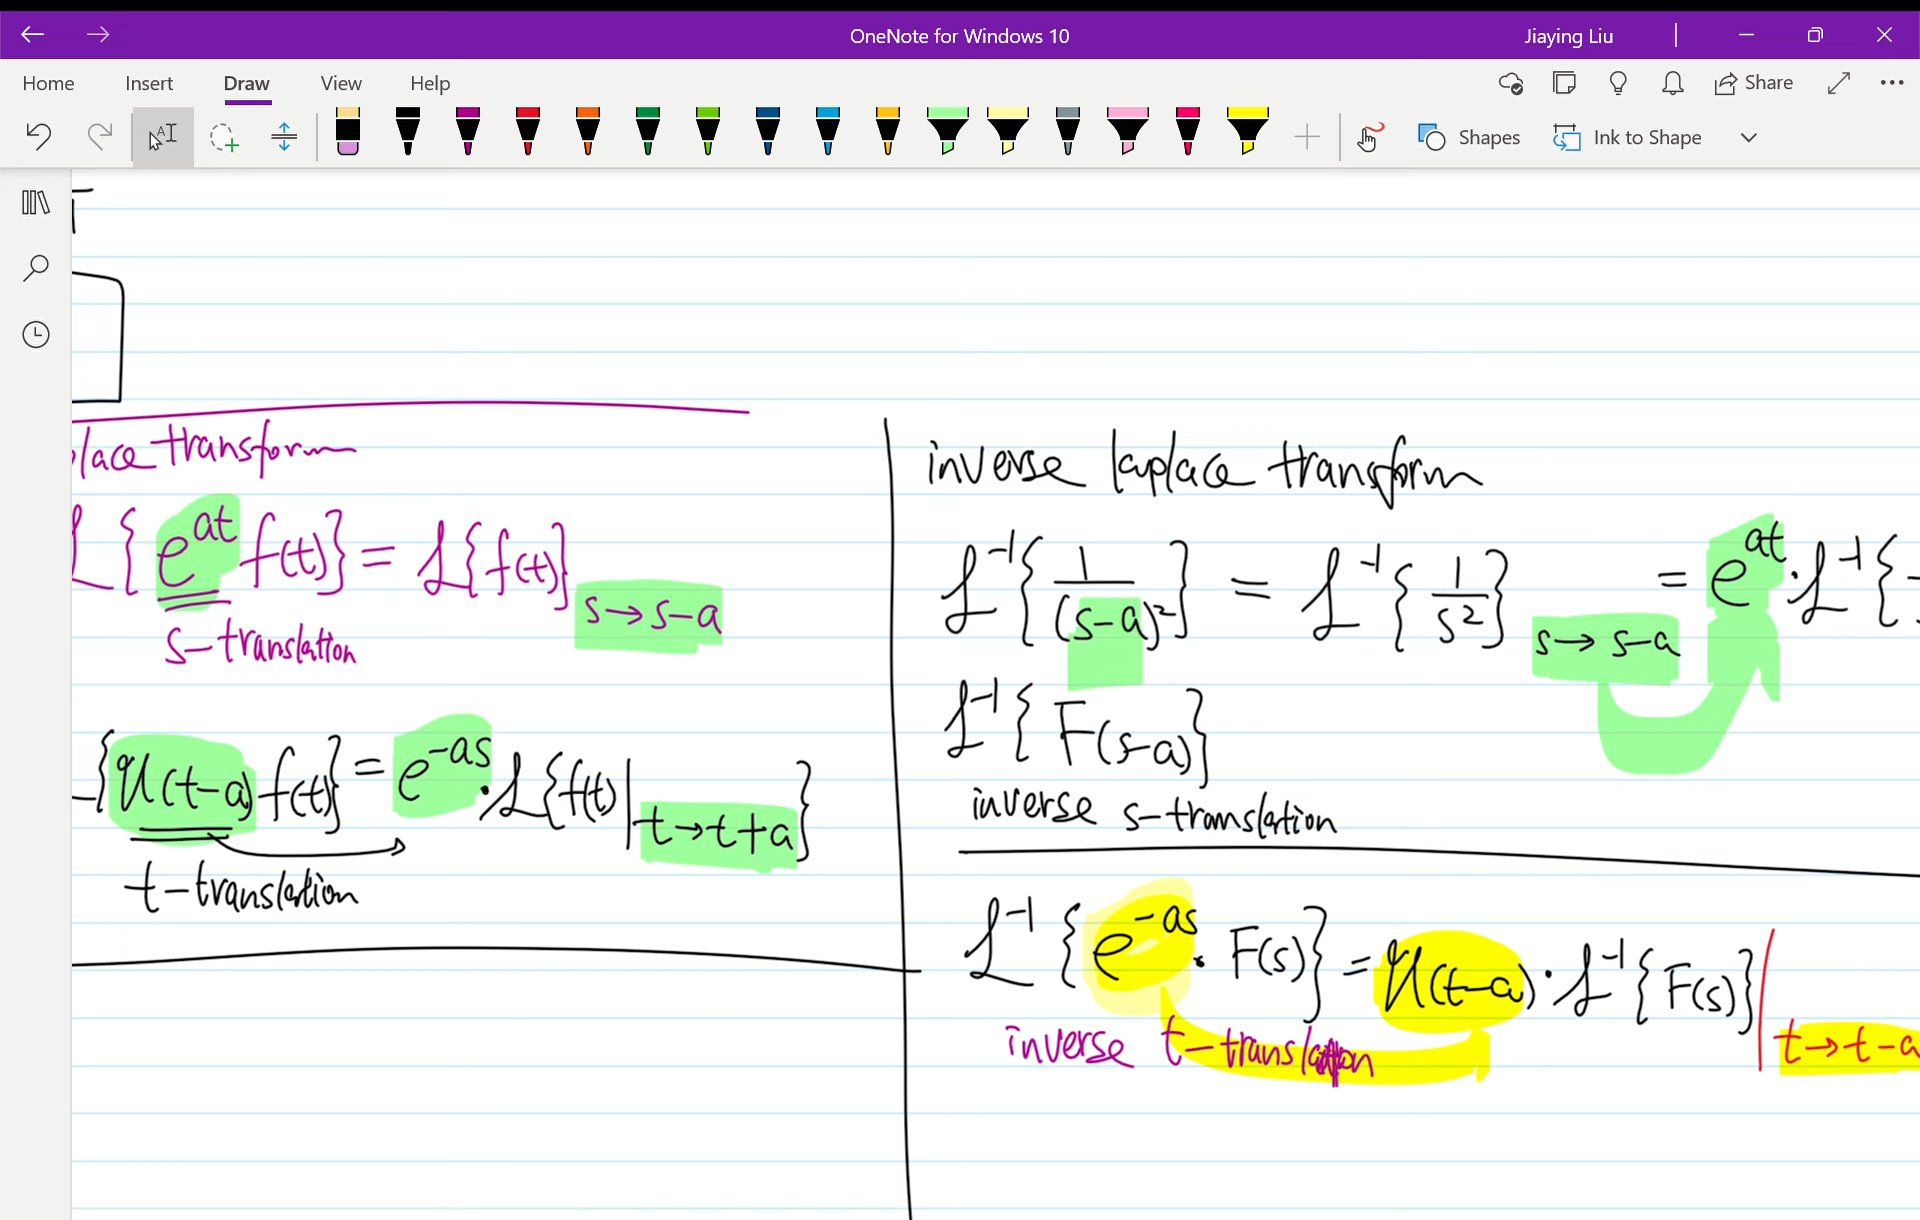 OneNote for Windows 10
Jiaying Liu
Home Insert Draw View Help
Share
Shapes
Ink to Shape
place transform
L{e^{at} f(t)} = L{f(t)} s→s-a
s-translation
{U(t-a) f(t)} = e^{-as} · L{f(t)| t→t+a}
t-translation
inverse laplace transform
L^{-1}{1/(s-a)^2} = L^{-1}{1/s^2} s→s-a = e^{at} · L^{-1}{
L^{-1}{F(s-a)}
inverse s-translation
L^{-1}{e^{-as} · F(s)} = U(t-a) · L^{-1}{F(s)}| t→t-a
inverse t-translation